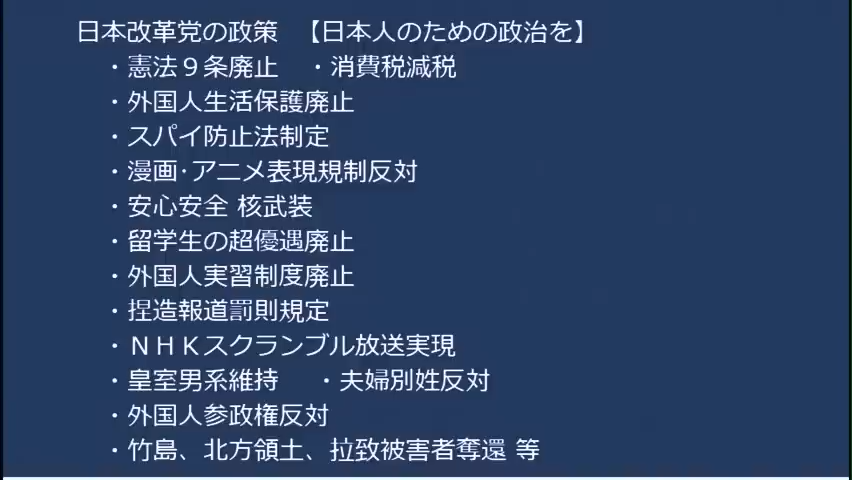 日本改革党の政策　【日本人のための政治を】
・憲法９条廃止　・消費税減税
・外国人生活保護廃止
・スパイ防止法制定
・漫画･アニメ表現規制反対
・安心安全 核武装
・留学生の超優遇廃止
・外国人実習制度廃止
・捏造報道罰則規定
・ＮＨＫスクランブル放送実現
・皇室男系維持　・夫婦別姓反対
・外国人参政権反対
・竹島、北方領土、拉致被害者奪還 等